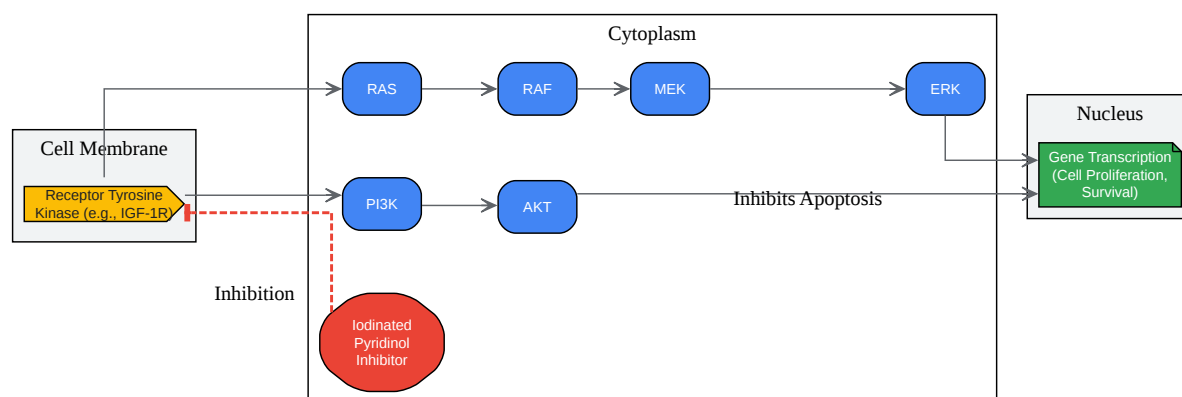 Cytoplasm
RAS
RAF
MEK
ERK
Nucleus
Gene Transcription
(Cell Proliferation,
Survival)
Cell Membrane
Receptor Tyrosine
Kinase (e.g., IGF-1R)
PI3K
AKT
Inhibits Apoptosis
Inhibition
Iodinated
Pyridinol
Inhibitor